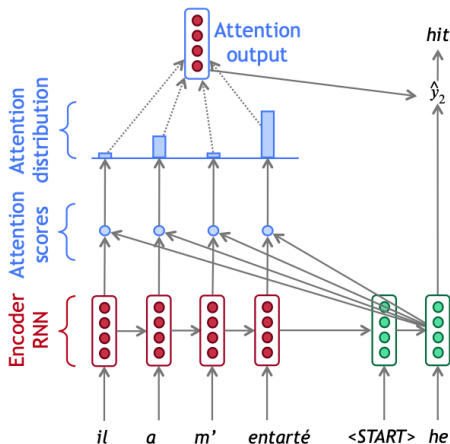 Attention
output
hit
ŷ2
Attention
distribution
Attention
scores
Encoder
RNN
il a m’ entarté <START> he